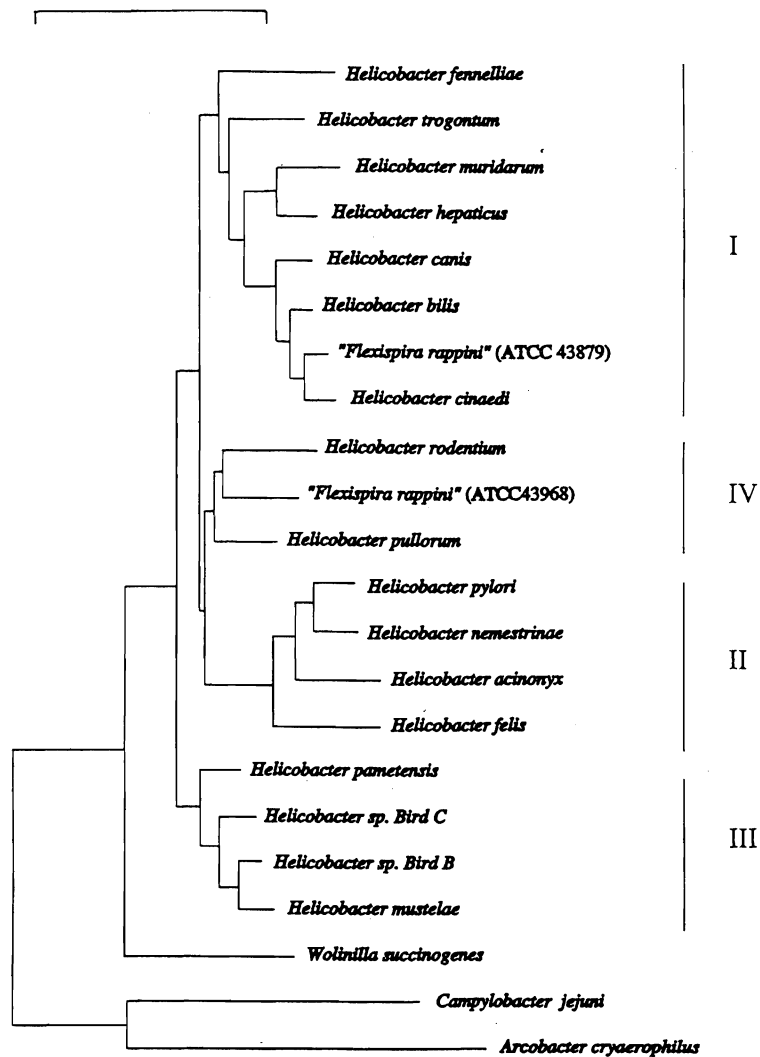 Helicobacter fennelliae
Helicobacter trogontum
Helicobacter muridarum
Helicobacter hepaticus
I
Helicobacter canis
Helicobacter bilis
"Flexispira rappini" (ATCC 43879)
Helicobacter cinaedi
Helicobacter rodentium
"Flexispira rappini" (ATCC43968)
IV
Helicobacter pullorum
Helicobacter pylori
Helicobacter nemestrinae
II
Helicobacter acinonyx
Helicobacter felis
Helicobacter pametensis
Helicobacter sp. Bird C
III
Helicobacter sp. Bird B
Helicobacter mustelae
Wolinilla succinogenes
Campylobacter jejuni
Arcobacter cryaerophilus